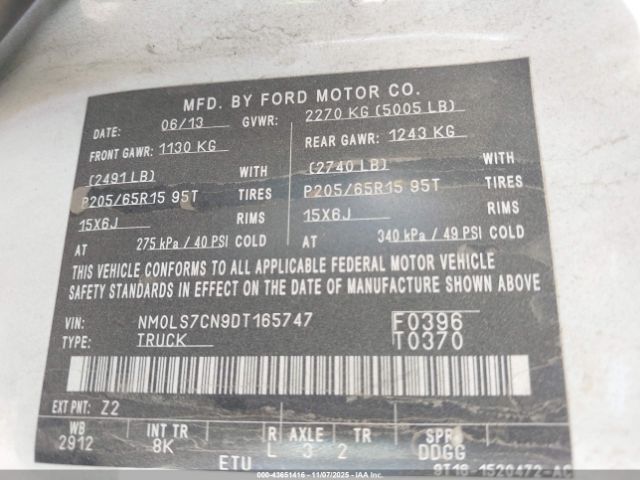 MFD. BY FORD MOTOR CO.
DATE: 06/13 GVWR: 2270 KG (5005 LB)
FRONT GAWR: 1130 KG REAR GAWR: 1243 KG
(2491 LB) WITH (2740 LB) WITH
P205/65R15 95T TIRES P205/65R15 95T TIRES
15X6J RIMS 15X6J RIMS
AT 275 kPa / 40 PSI COLD AT 340 kPa / 49 PSI COLD
THIS VEHICLE CONFORMS TO ALL APPLICABLE FEDERAL MOTOR VEHICLE
SAFETY STANDARDS IN EFFECT ON THE DATE OF MANUFACTURE SHOWN ABOVE
VIN: NM0LS7CN9DT165747 F0396
TYPE: TRUCK T0370
EXT PNT: Z2
WB INT TR R AXLE TR SPR
2912 8K L 3 2 DDGG
ETU 9T16-1520472-AC
© 43651416 - 11/07/2025 - IAA